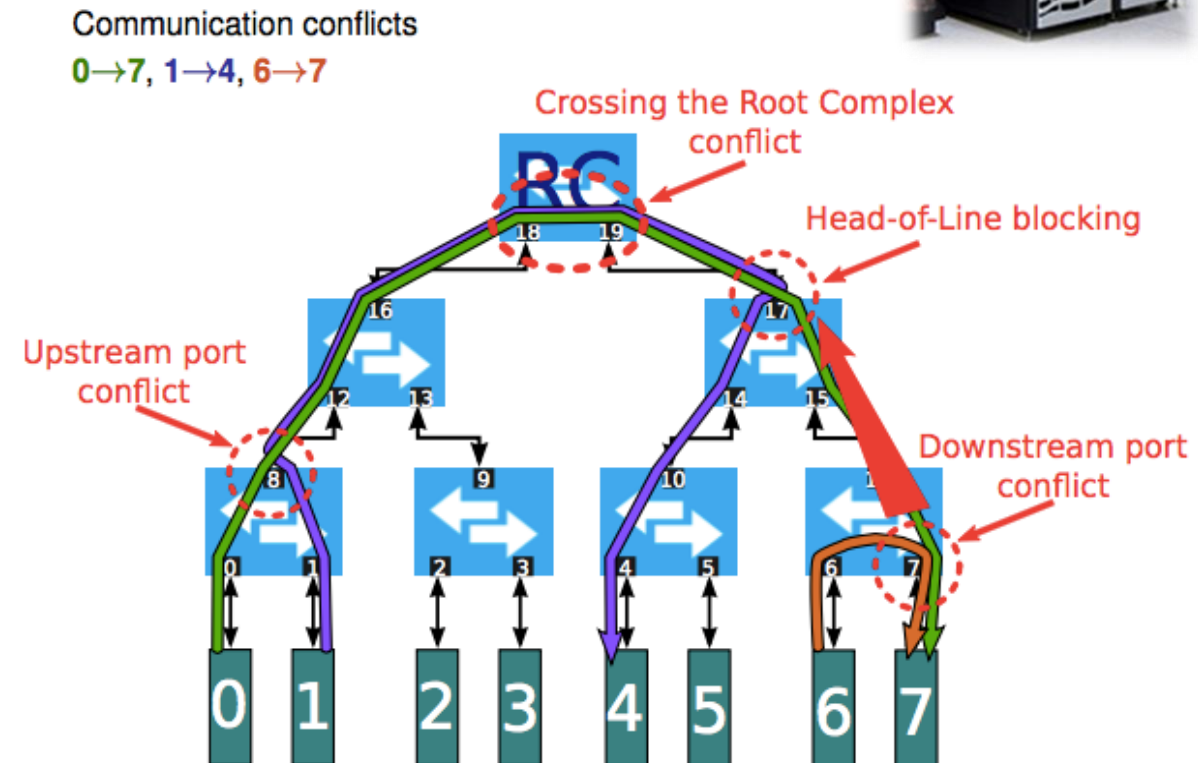 Communication conflicts
0→7, 1→4, 6→7
Crossing the Root Complex
conflict
RC
Head-of-Line blocking
18 19
16 17
Upstream port
conflict
12 13 14 15
Downstream port
conflict
8 9 10
0 1 2 3 4 5 6 7
0 1 2 3 4 5 6 7